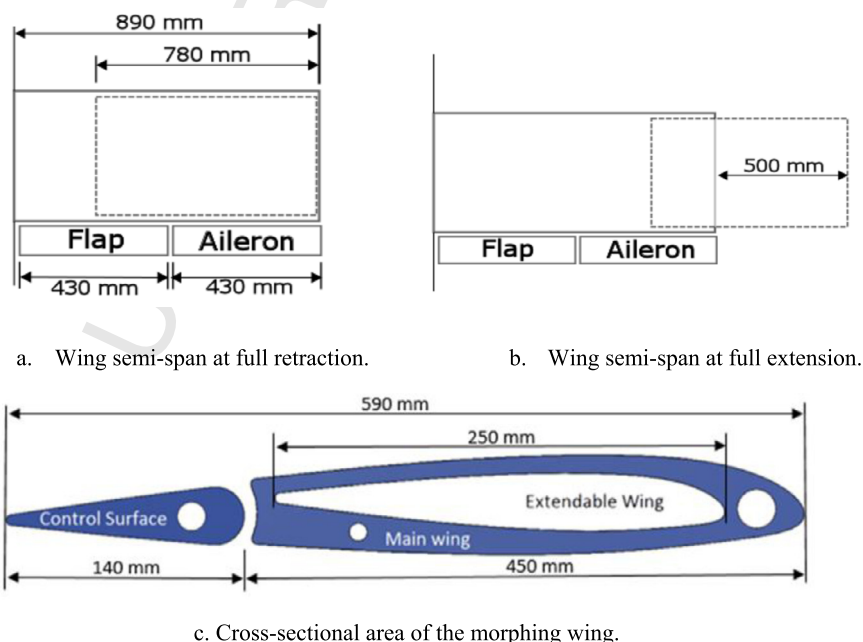 890 mm
780 mm
500 mm
Flap Aileron
Flap Aileron
430 mm 430 mm
a. Wing semi-span at full retraction. b. Wing semi-span at full extension.
590 mm
250 mm
Extendable Wing
Control Surface
Main wing
140 mm 450 mm
c. Cross-sectional area of the morphing wing.